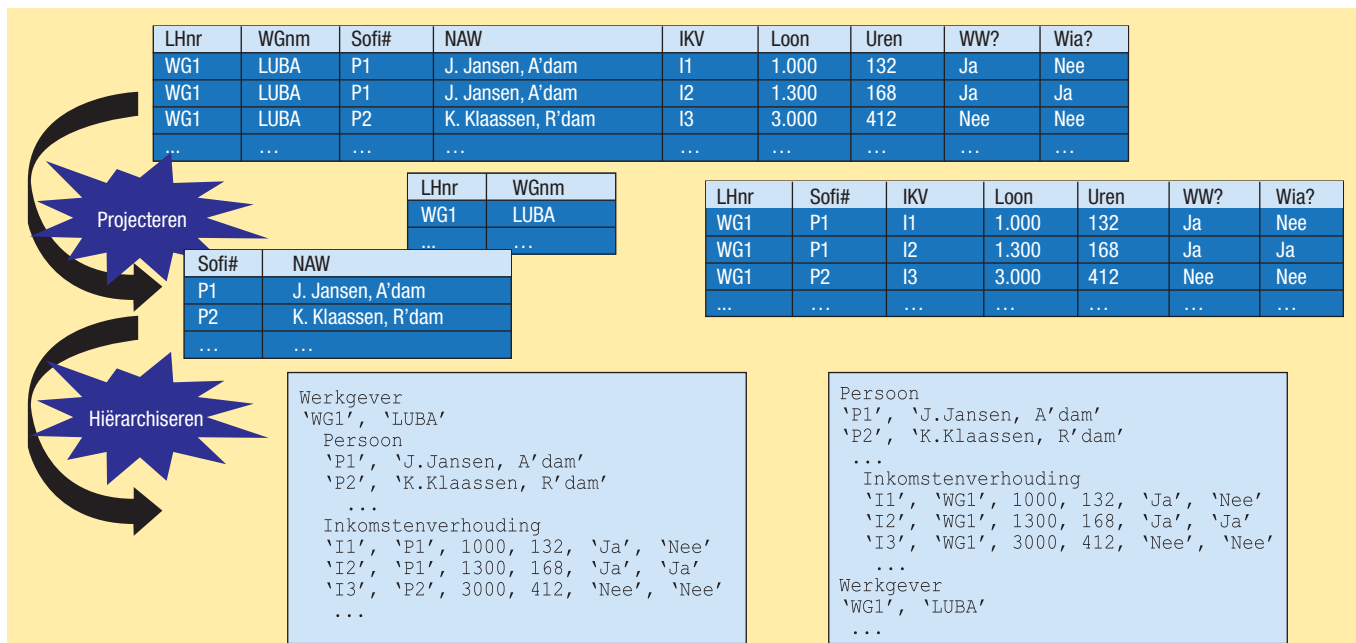 LHnr WGnm Sofi# NAW IKV Loon Uren WW? Wia?
WG1 LUBA P1 J. Jansen, A'dam I1 1.000 132 Ja Nee
WG1 LUBA P1 J. Jansen, A'dam I2 1.300 168 Ja Ja
WG1 LUBA P2 K. Klaassen, R'dam I3 3.000 412 Nee Nee
... ... ... ... ... ... ... ... ...
Projecteren
LHnr WGnm
WG1 LUBA
... ...
Sofi# NAW
P1 J. Jansen, A'dam
P2 K. Klaassen, R'dam
... ...
LHnr Sofi# IKV Loon Uren WW? Wia?
WG1 P1 I1 1.000 132 Ja Nee
WG1 P1 I2 1.300 168 Ja Ja
WG1 P2 I3 3.000 412 Nee Nee
... ... ... ... ... ... ...
Hiërarchiseren
Werkgever
‘WG1’, ‘LUBA’
Persoon
‘P1’, ‘J.Jansen, A’dam’
‘P2’, ‘K.Klaassen, R’dam’
...
Inkomstenverhouding
‘I1’, ‘P1’, 1000, 132, ‘Ja’, ‘Nee’
‘I2’, ‘P1’, 1300, 168, ‘Ja’, ‘Ja’
‘I3’, ‘P2’, 3000, 412, ‘Nee’, ‘Nee’
...
Persoon
‘P1’, ‘J.Jansen, A’dam’
‘P2’, ‘K.Klaassen, R’dam’
...
Inkomstenverhouding
‘I1’, ‘WG1’, 1000, 132, ‘Ja’, ‘Nee’
‘I2’, ‘WG1’, 1300, 168, ‘Ja’, ‘Ja’
‘I3’, ‘WG1’, 3000, 412, ‘Nee’, ‘Nee’
...
Werkgever
‘WG1’, ‘LUBA’
...